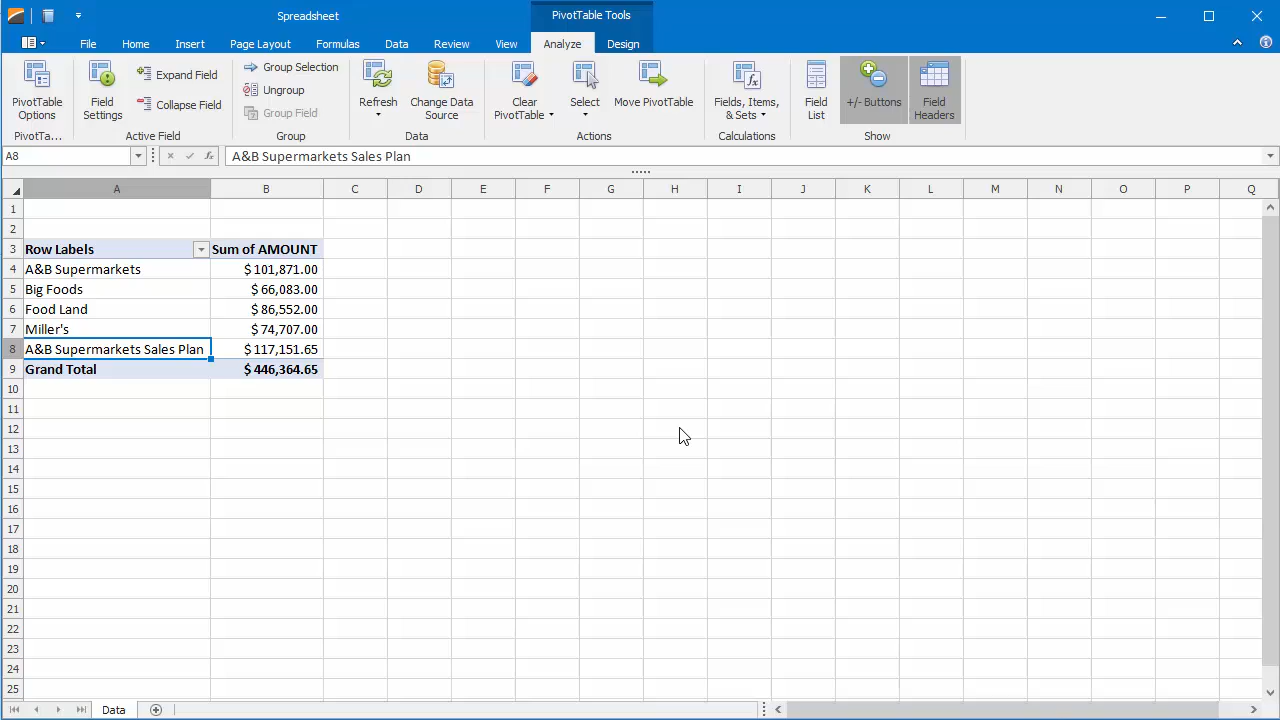 Spreadsheet
PivotTable Tools
File Home Insert Page Layout Formulas Data Review View Analyze Design
PivotTable Options
Field Settings
Expand Field
Collapse Field
Group Selection
Ungroup
Group Field
Refresh
Change Data Source
Clear PivotTable
Select
Move PivotTable
Fields, Items, & Sets
Field List
+/- Buttons
Field Headers
PivotTa... Active Field Group Data Actions Calculations Show
A8 fx A&B Supermarkets Sales Plan
A B C D E F G H I J K L M N O P Q
1
2
3 Row Labels Sum of AMOUNT
4 A&B Supermarkets $ 101,871.00
5 Big Foods $ 66,083.00
6 Food Land $ 86,552.00
7 Miller's $ 74,707.00
8 A&B Supermarkets Sales Plan $ 117,151.65
9 Grand Total $ 446,364.65
10
11
12
13
14
15
16
17
18
19
20
21
22
23
24
25
Data